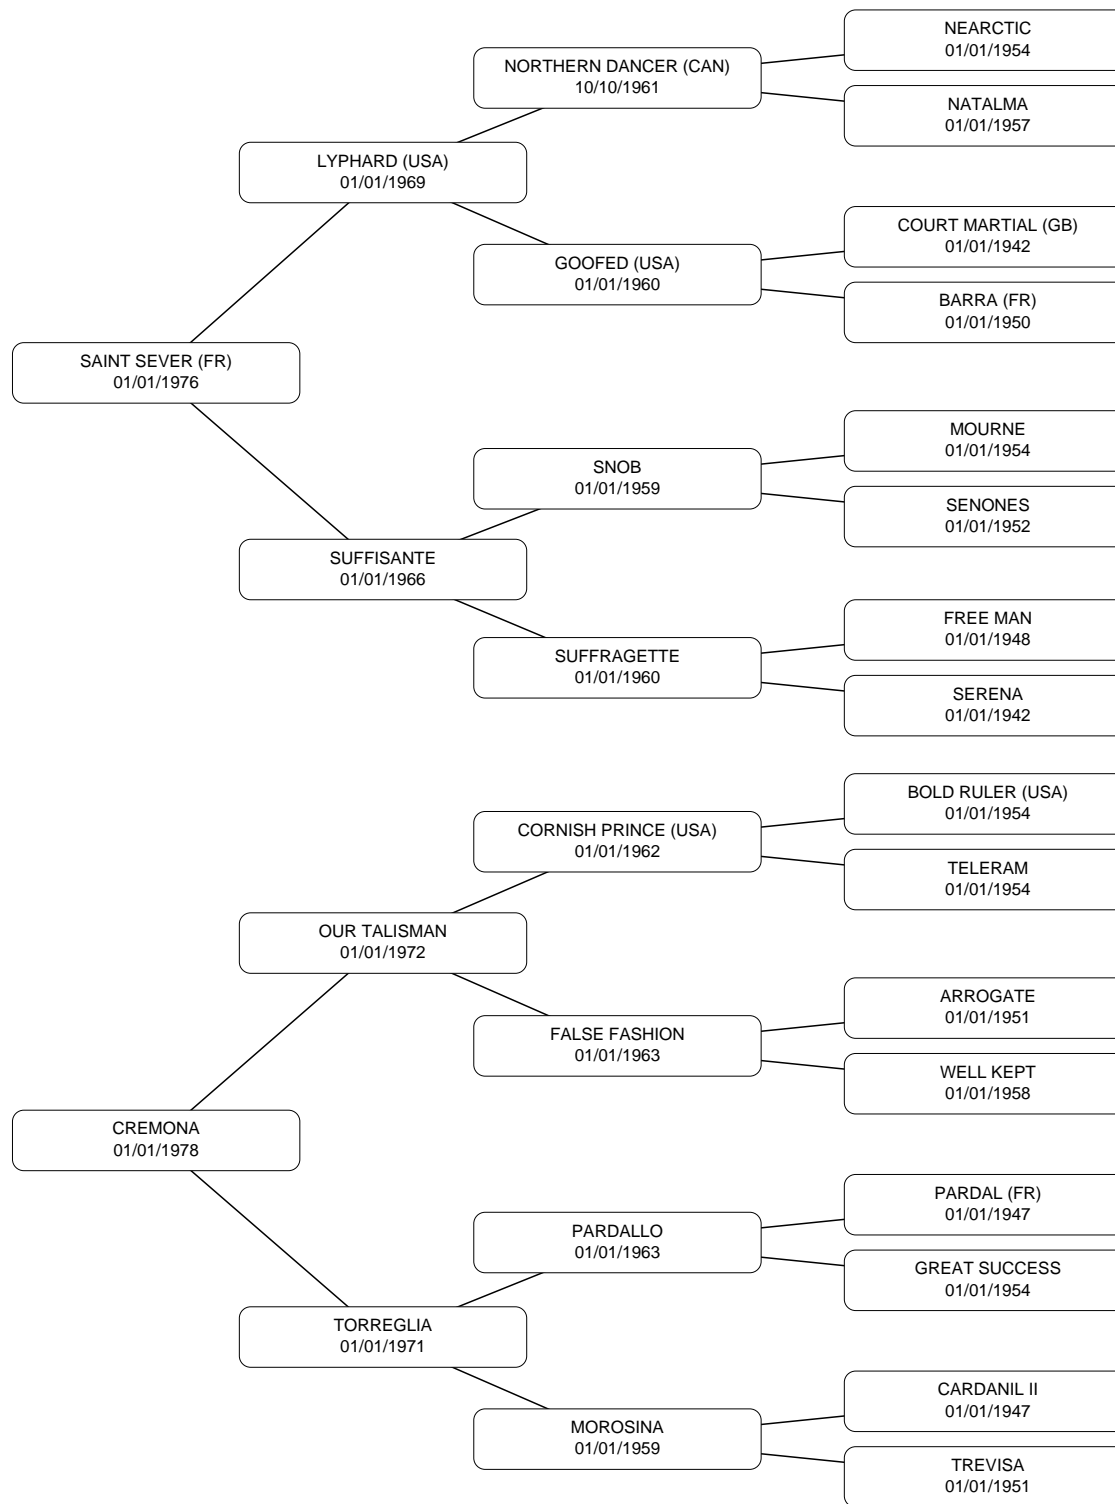 NEARCTIC
01/01/1954
NORTHERN DANCER (CAN)
10/10/1961
NATALMA
01/01/1957
LYPHARD (USA)
01/01/1969
COURT MARTIAL (GB)
01/01/1942
GOOFED (USA)
01/01/1960
BARRA (FR)
01/01/1950
SAINT SEVER (FR)
01/01/1976
MOURNE
01/01/1954
SNOB
01/01/1959
SENONES
01/01/1952
SUFFISANTE
01/01/1966
FREE MAN
01/01/1948
SUFFRAGETTE
01/01/1960
SERENA
01/01/1942
BOLD RULER (USA)
01/01/1954
CORNISH PRINCE (USA)
01/01/1962
TELERAM
01/01/1954
OUR TALISMAN
01/01/1972
ARROGATE
01/01/1951
FALSE FASHION
01/01/1963
WELL KEPT
01/01/1958
CREMONA
01/01/1978
PARDAL (FR)
01/01/1947
PARDALLO
01/01/1963
GREAT SUCCESS
01/01/1954
TORREGLIA
01/01/1971
CARDANIL II
01/01/1947
MOROSINA
01/01/1959
TREVISA
01/01/1951